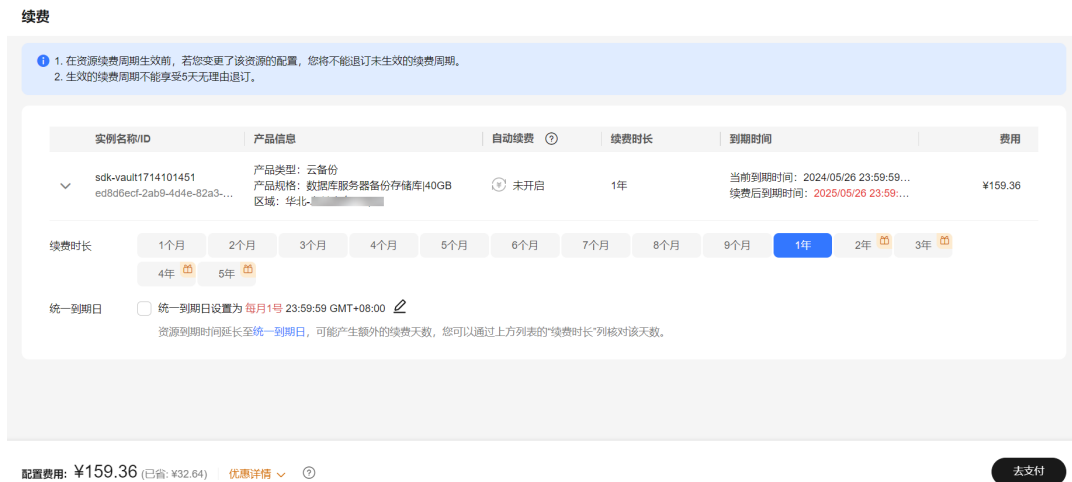 续费
1. 在资源续费周期生效前，若您变更了该资源的配置，您将不能退订未生效的续费周期。
2. 生效的续费周期不能享受5天无理由退订。
实例名称/ID 产品信息 自动续费 续费时长 到期时间 费用
sdk-vault1714101451
ed8d6ecf-2ab9-4d4e-82a3-...
产品类型：云备份
产品规格：数据库服务器备份存储库|40GB
区域：华北-
未开启
1年
当前到期时间：2024/05/26 23:59:59...
续费后到期时间：2025/05/26 23:59:...
¥159.36
续费时长 1个月 2个月 3个月 4个月 5个月 6个月 7个月 8个月 9个月 1年 2年 3年
4年 5年
统一到期日 统一到期日设置为 每月1号 23:59:59 GMT+08:00
资源到期时间延长至统一到期日，可能产生额外的续费天数，您可以通过上方列表的“续费时长”列核对该天数。
配置费用: ¥159.36 (已省: ¥32.64) 优惠详情 去支付